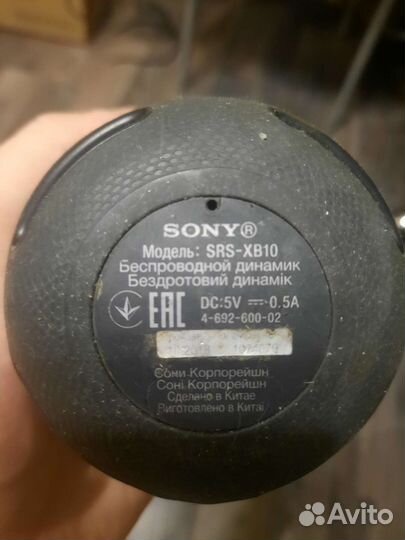 SONY®
Модель: SRS-XB10
Беспроводной динамик
Бездротовий динамік
EAC
DC:5V ⎓ 0.5A
4-692-600-02
Сони Корпорейшн
Соні Корпорейшн
Сделано в Китае
Виготовлено в Китаї
Avito